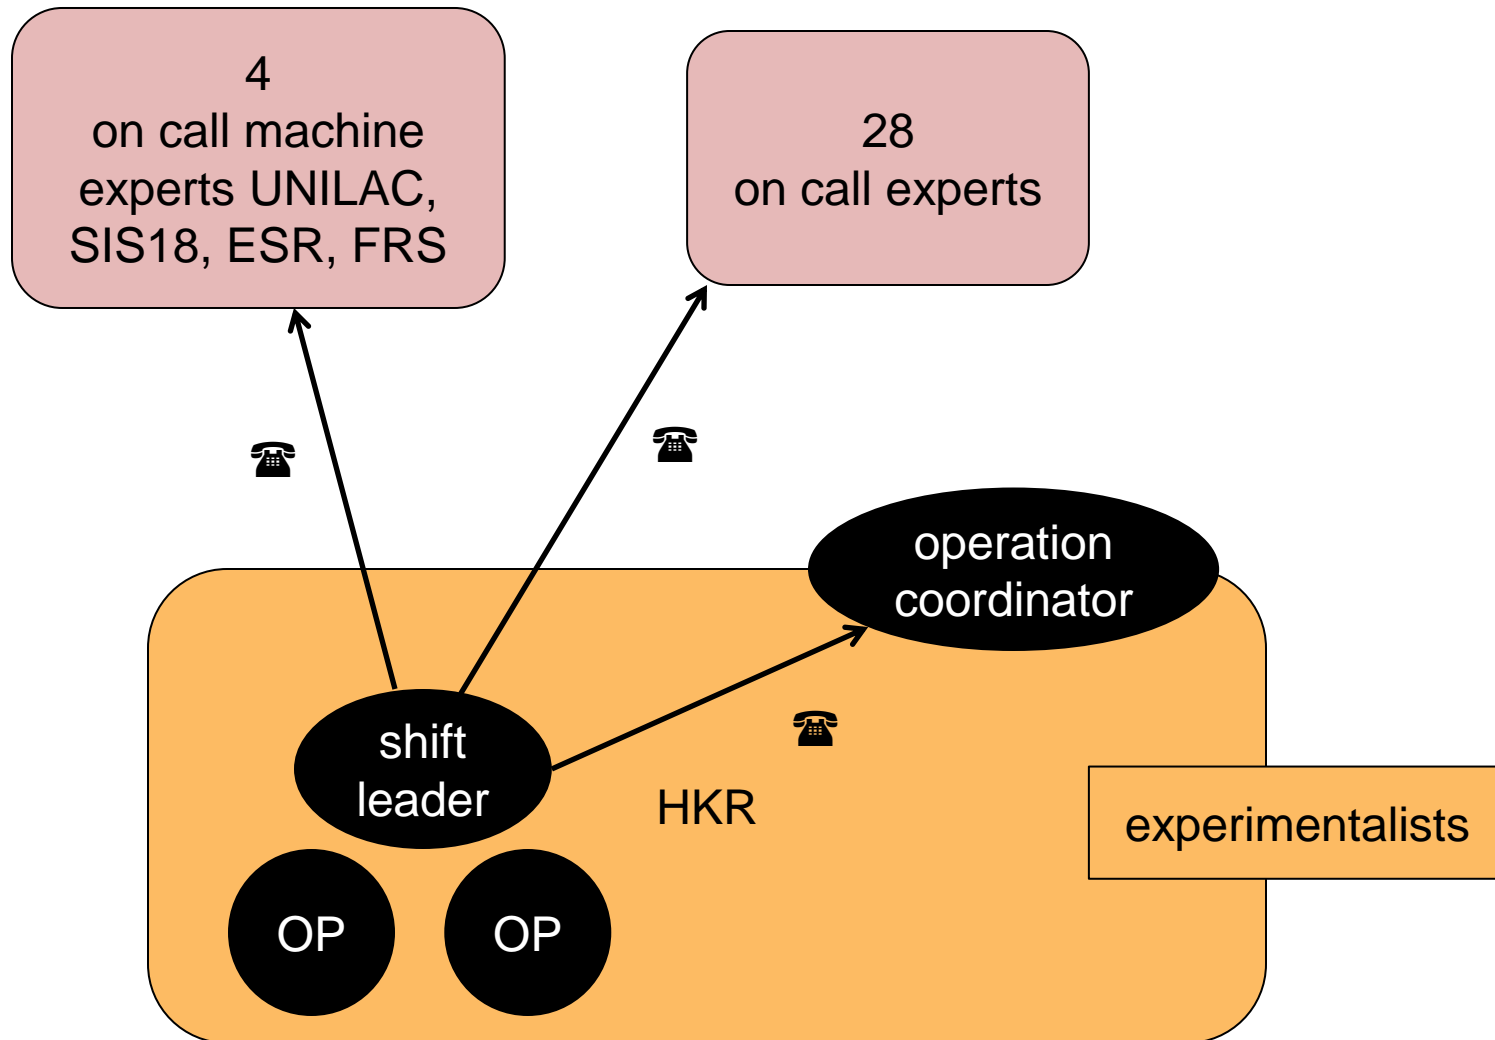 4
on call machine
experts UNILAC,
SIS18, ESR, FRS
28
on call experts
☎
☎
operation
coordinator
shift
leader
☎
HKR
experimentalists
OP
OP